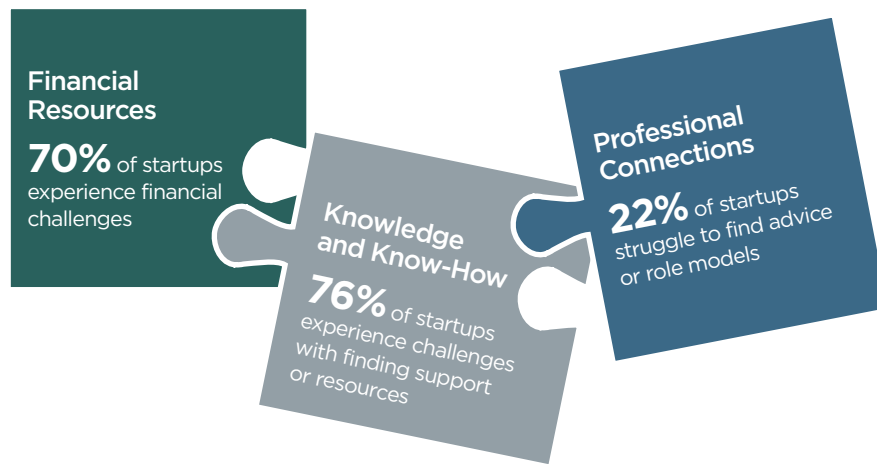 Financial
Resources
70% of startups
experience financial
challenges
Knowledge
and Know-How
76% of startups
experience challenges
with finding support
or resources
Professional
Connections
22% of startups
struggle to find advice
or role models